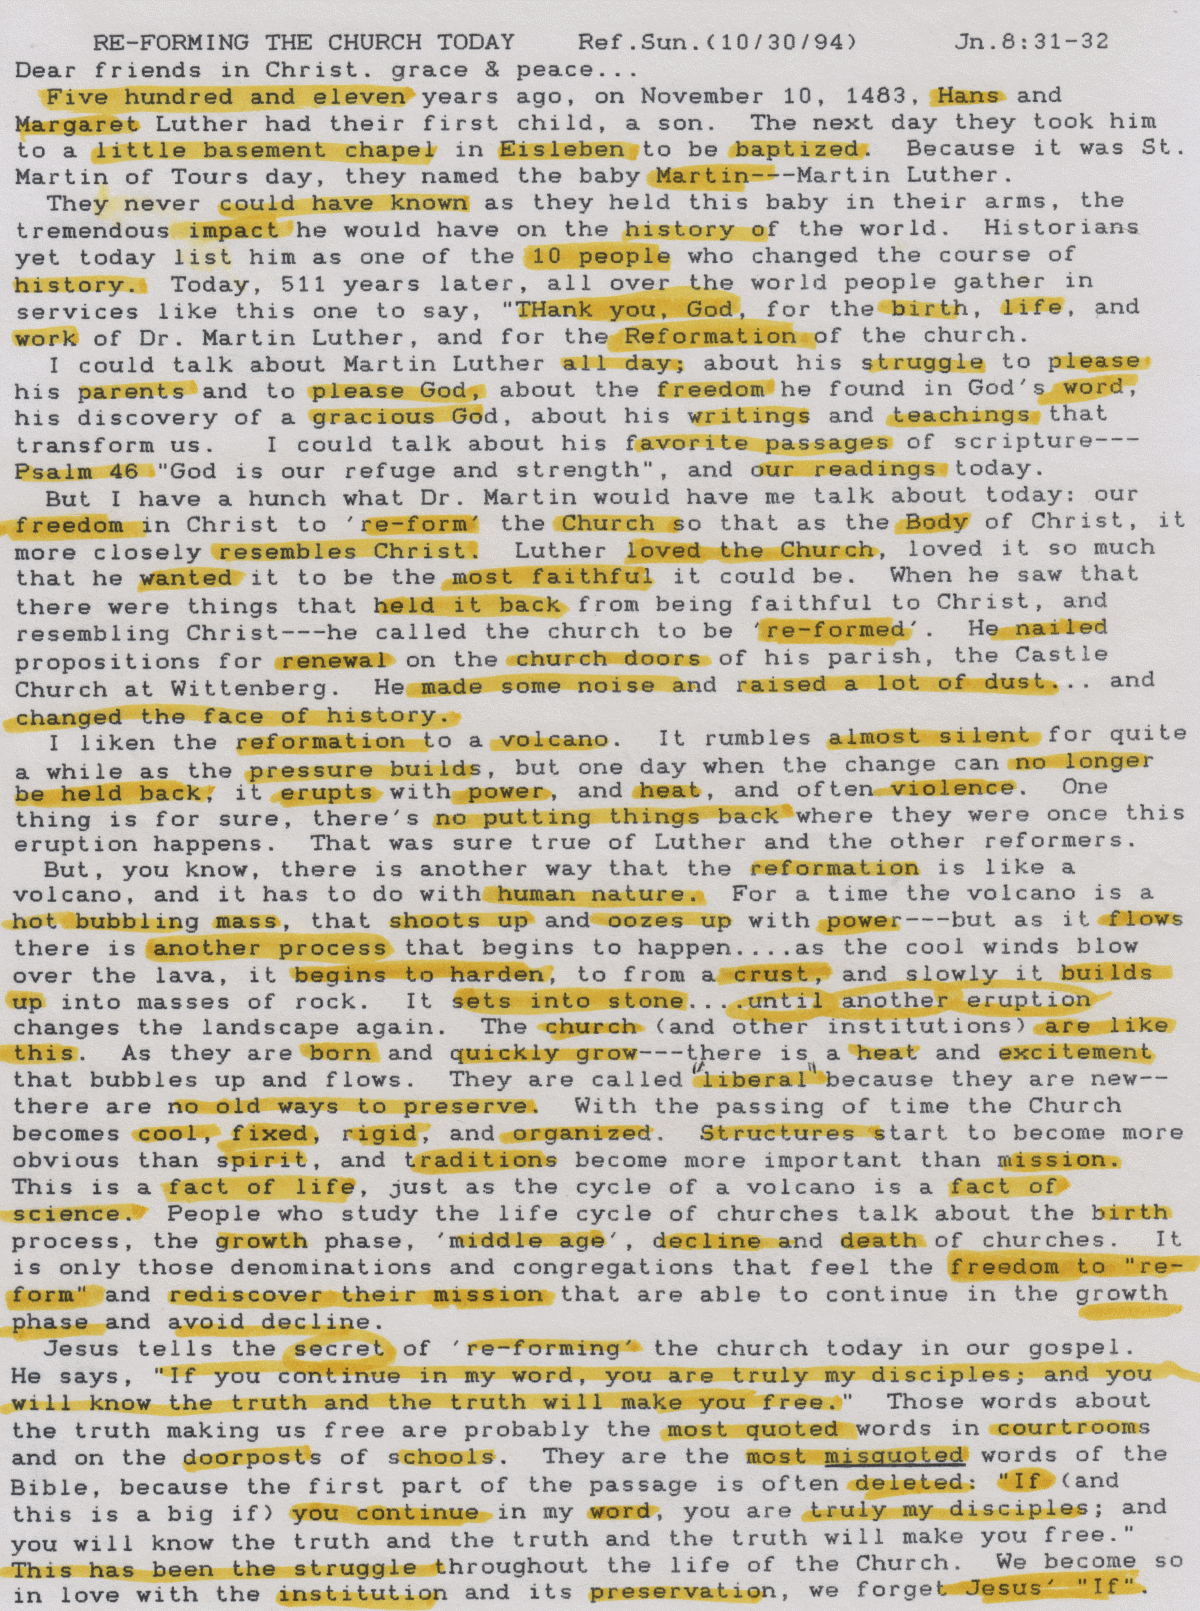 RE-FORMING THE CHURCH TODAY Ref.Sun.(10/30/94) Jn.8:31-32
Dear friends in Christ. grace & peace...
Five hundred and eleven years ago, on November 10, 1483, Hans and
Margaret Luther had their first child, a son. The next day they took him
to a little basement chapel in Eisleben to be baptized. Because it was St.
Martin of Tours day, they named the baby Martin---Martin Luther.
They never could have known as they held this baby in their arms, the
tremendous impact he would have on the history of the world. Historians
yet today list him as one of the 10 people who changed the course of
history. Today, 511 years later, all over the world people gather in
services like this one to say, "THank you, God, for the birth, life, and
work of Dr. Martin Luther, and for the Reformation of the church.
I could talk about Martin Luther all day; about his struggle to please
his parents and to please God, about the freedom he found in God's word,
his discovery of a gracious God, about his writings and teachings that
transform us. I could talk about his favorite passages of scripture---
Psalm 46 "God is our refuge and strength", and our readings today.
But I have a hunch what Dr. Martin would have me talk about today: our
freedom in Christ to 're-form' the Church so that as the Body of Christ, it
more closely resembles Christ. Luther loved the Church, loved it so much
that he wanted it to be the most faithful it could be. When he saw that
there were things that held it back from being faithful to Christ, and
resembling Christ---he called the church to be 're-formed'. He nailed
propositions for renewal on the church doors of his parish, the Castle
Church at Wittenberg. He made some noise and raised a lot of dust... and
changed the face of history.
I liken the reformation to a volcano. It rumbles almost silent for quite
a while as the pressure builds, but one day when the change can no longer
be held back, it erupts with power, and heat, and often violence. One
thing is for sure, there's no putting things back where they were once this
eruption happens. That was sure true of Luther and the other reformers.
But, you know, there is another way that the reformation is like a
volcano, and it has to do with human nature. For a time the volcano is a
hot bubbling mass, that shoots up and oozes up with power---but as it flows
there is another process that begins to happen....as the cool winds blow
over the lava, it begins to harden, to from a crust, and slowly it builds
up into masses of rock. It sets into stone....until another eruption
changes the landscape again. The church (and other institutions) are like
this. As they are born and quickly grow---there is a heat and excitement
that bubbles up and flows. They are called "liberal" because they are new--
there are no old ways to preserve. With the passing of time the Church
becomes cool, fixed, rigid, and organized. Structures start to become more
obvious than spirit, and traditions become more important than mission.
This is a fact of life, just as the cycle of a volcano is a fact of
science. People who study the life cycle of churches talk about the birth
process, the growth phase, 'middle age', decline and death of churches. It
is only those denominations and congregations that feel the freedom to "re-
form" and rediscover their mission that are able to continue in the growth
phase and avoid decline.
Jesus tells the secret of 're-forming' the church today in our gospel.
He says, "If you continue in my word, you are truly my disciples; and you
will know the truth and the truth will make you free." Those words about
the truth making us free are probably the most quoted words in courtrooms
and on the doorposts of schools. They are the most misquoted words of the
Bible, because the first part of the passage is often deleted: "If (and
this is a big if) you continue in my word, you are truly my disciples; and
you will know the truth and the truth and the truth will make you free."
This has been the struggle throughout the life of the Church. We become so
in love with the institution and its preservation, we forget Jesus' "If".